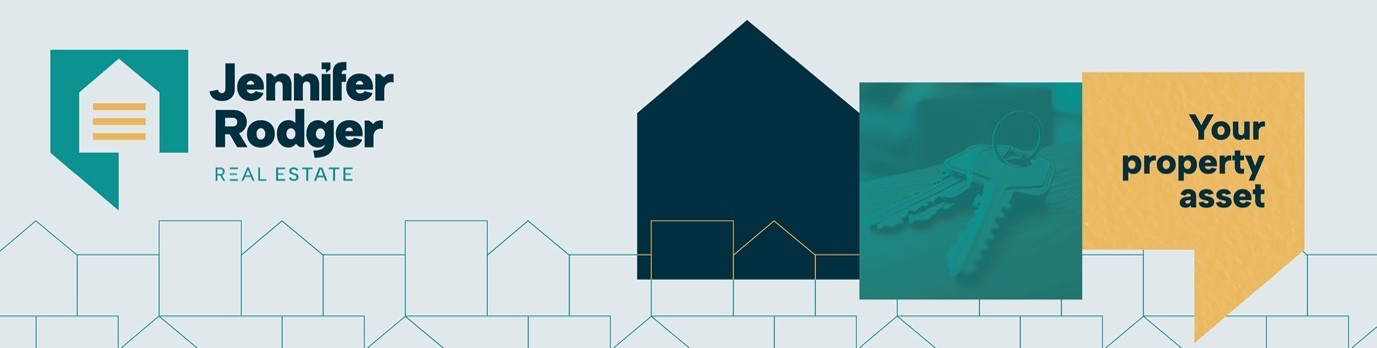 Jennifer
Rodger
REAL ESTATE
Your
property
asset